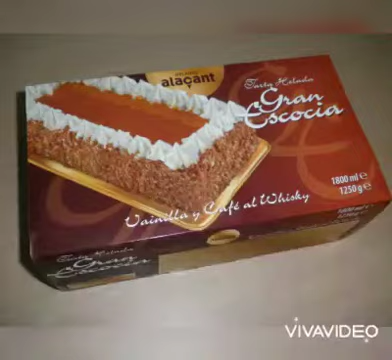 alacant
Tarta Helada
Gran
Escocia
1800 ml e
1250 g e
Vainilla y Café al Whisky
Tarta Helada
Gran
Escocia
VIVAVIDEO